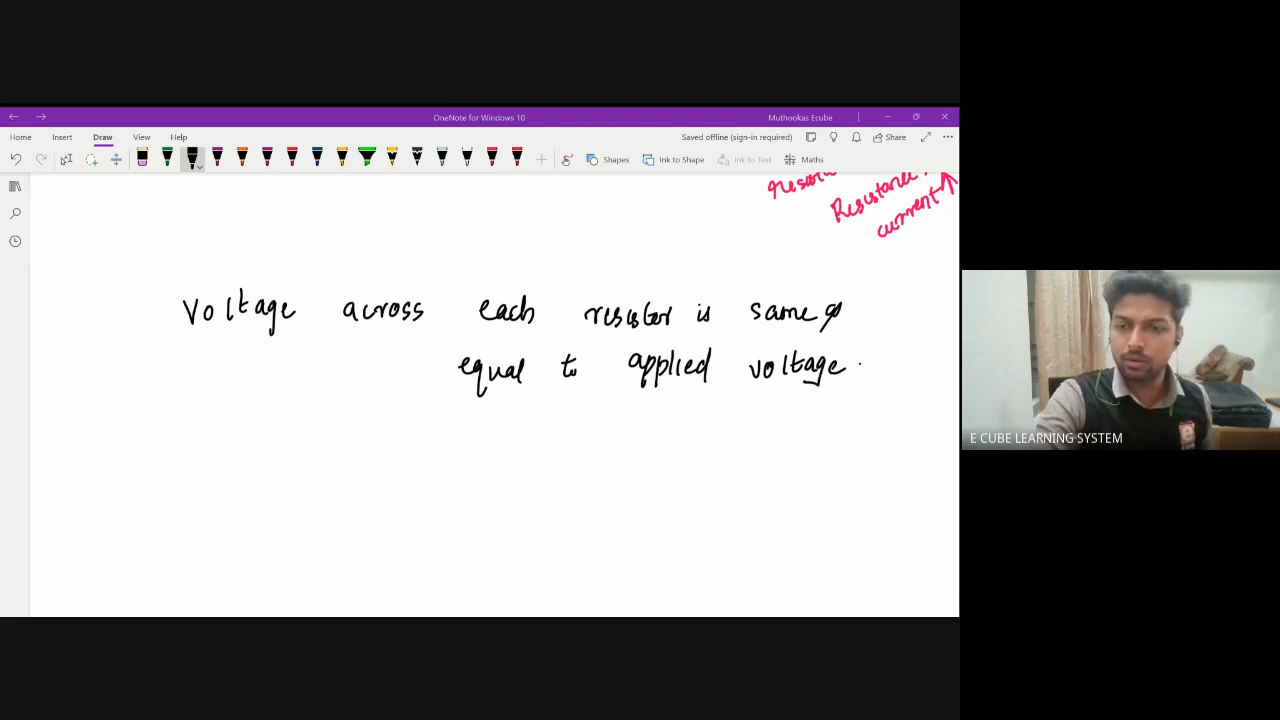 OneNote for Windows 10
Muthookas Ecube
Home Insert Draw View Help
Saved offline (sign-in required)
Share
Shapes
Ink to Shape
Ink to Text
Maths
Resistance
current
Voltage across each resistor is same &
equal to applied voltage.
E CUBE LEARNING SYSTEM